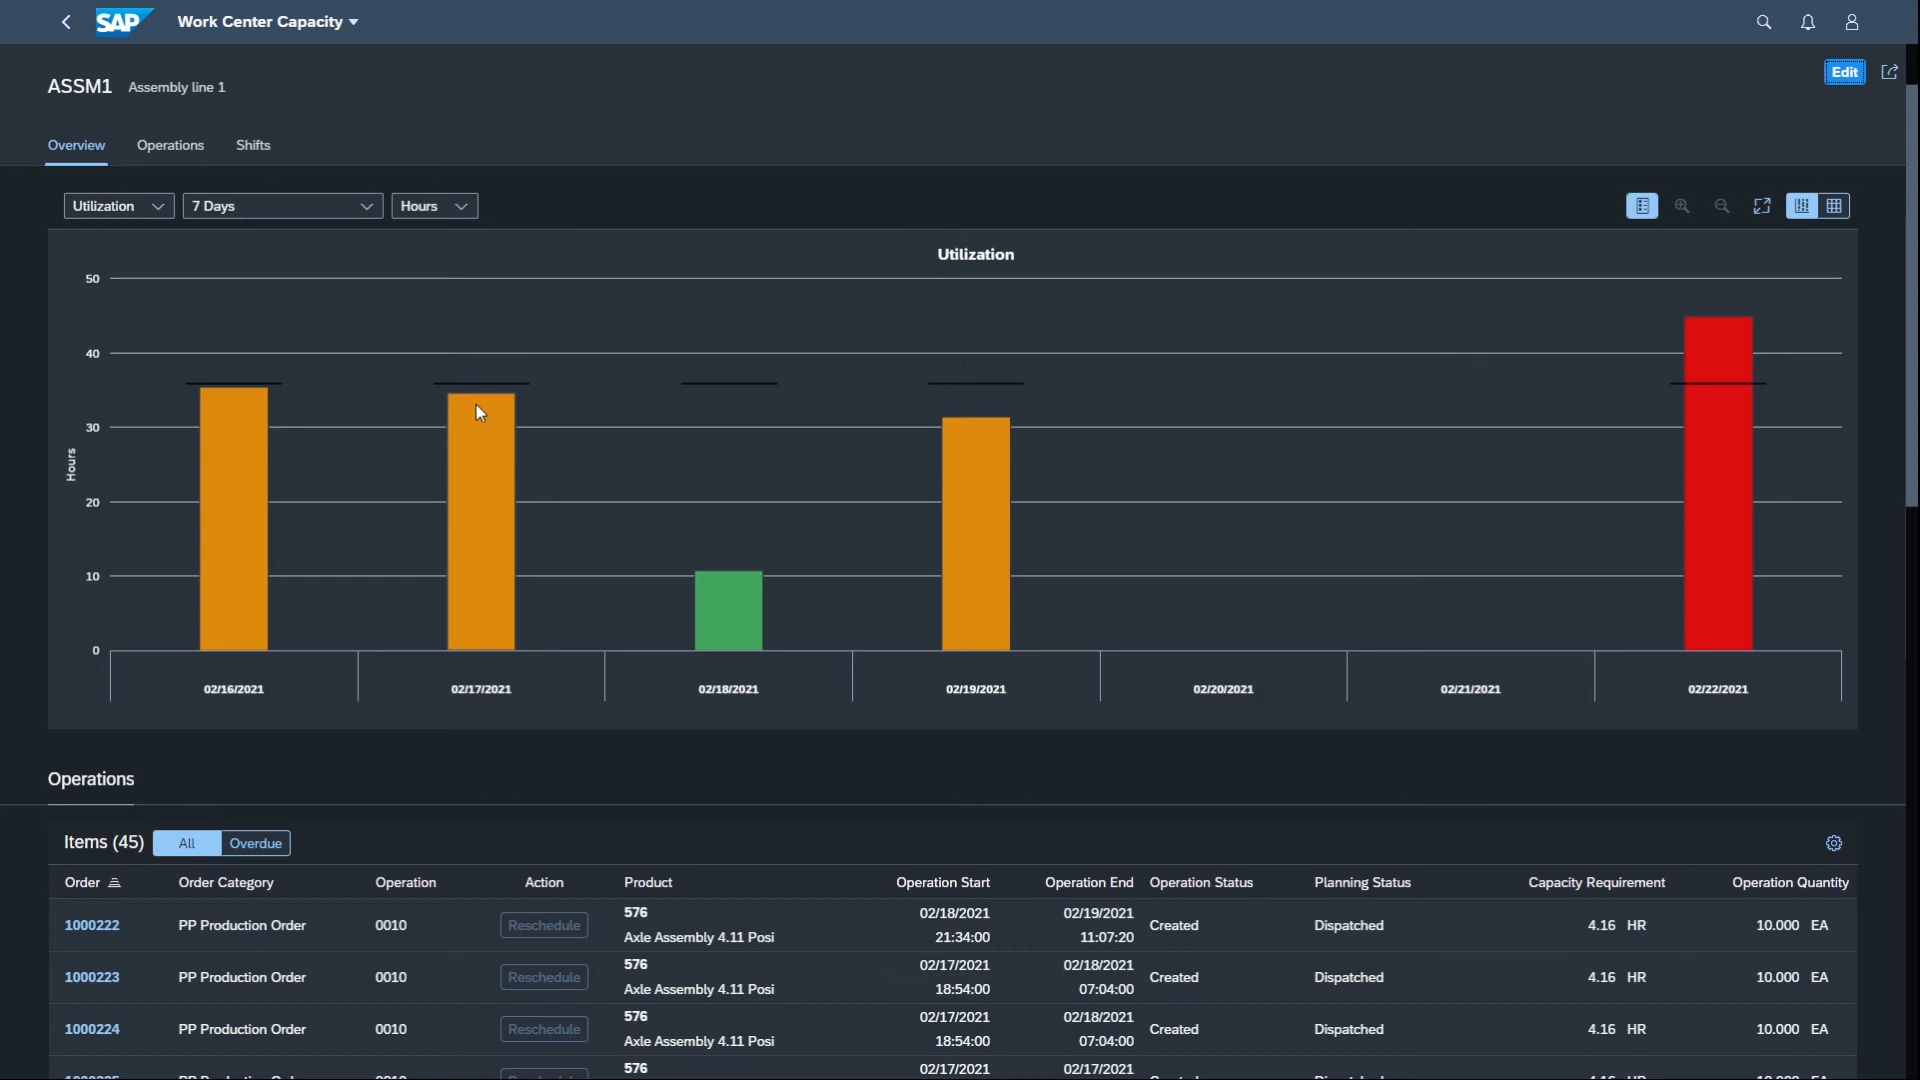 SAP Work Center Capacity
ASSM1 Assembly line 1
Edit
Overview Operations Shifts
Utilization 7 Days Hours
Utilization
50
40
30
20
10
0
Hours
02/16/2021 02/17/2021 02/18/2021 02/19/2021 02/20/2021 02/21/2021 02/22/2021
Operations
Items (45) All Overdue
Order Order Category Operation Action Product Operation Start Operation End Operation Status Planning Status Capacity Requirement Operation Quantity
576 02/18/2021 02/19/2021
1000222 PP Production Order 0010 Reschedule Created Dispatched 4.16 HR 10.000 EA
Axle Assembly 4.11 Posi 21:34:00 11:07:20
576 02/17/2021 02/18/2021
1000223 PP Production Order 0010 Reschedule Created Dispatched 4.16 HR 10.000 EA
Axle Assembly 4.11 Posi 18:54:00 07:04:00
576 02/17/2021 02/18/2021
1000224 PP Production Order 0010 Reschedule Created Dispatched 4.16 HR 10.000 EA
Axle Assembly 4.11 Posi 18:54:00 07:04:00
576 02/17/2021 02/17/2021